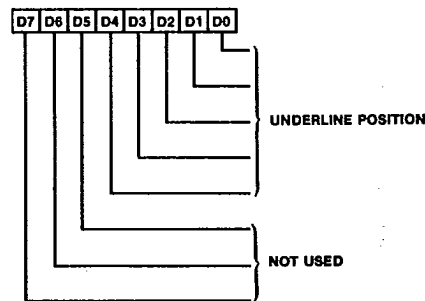 D7 D6 D5 D4 D3 D2 D1 D0
UNDERLINE POSITION
NOT USED